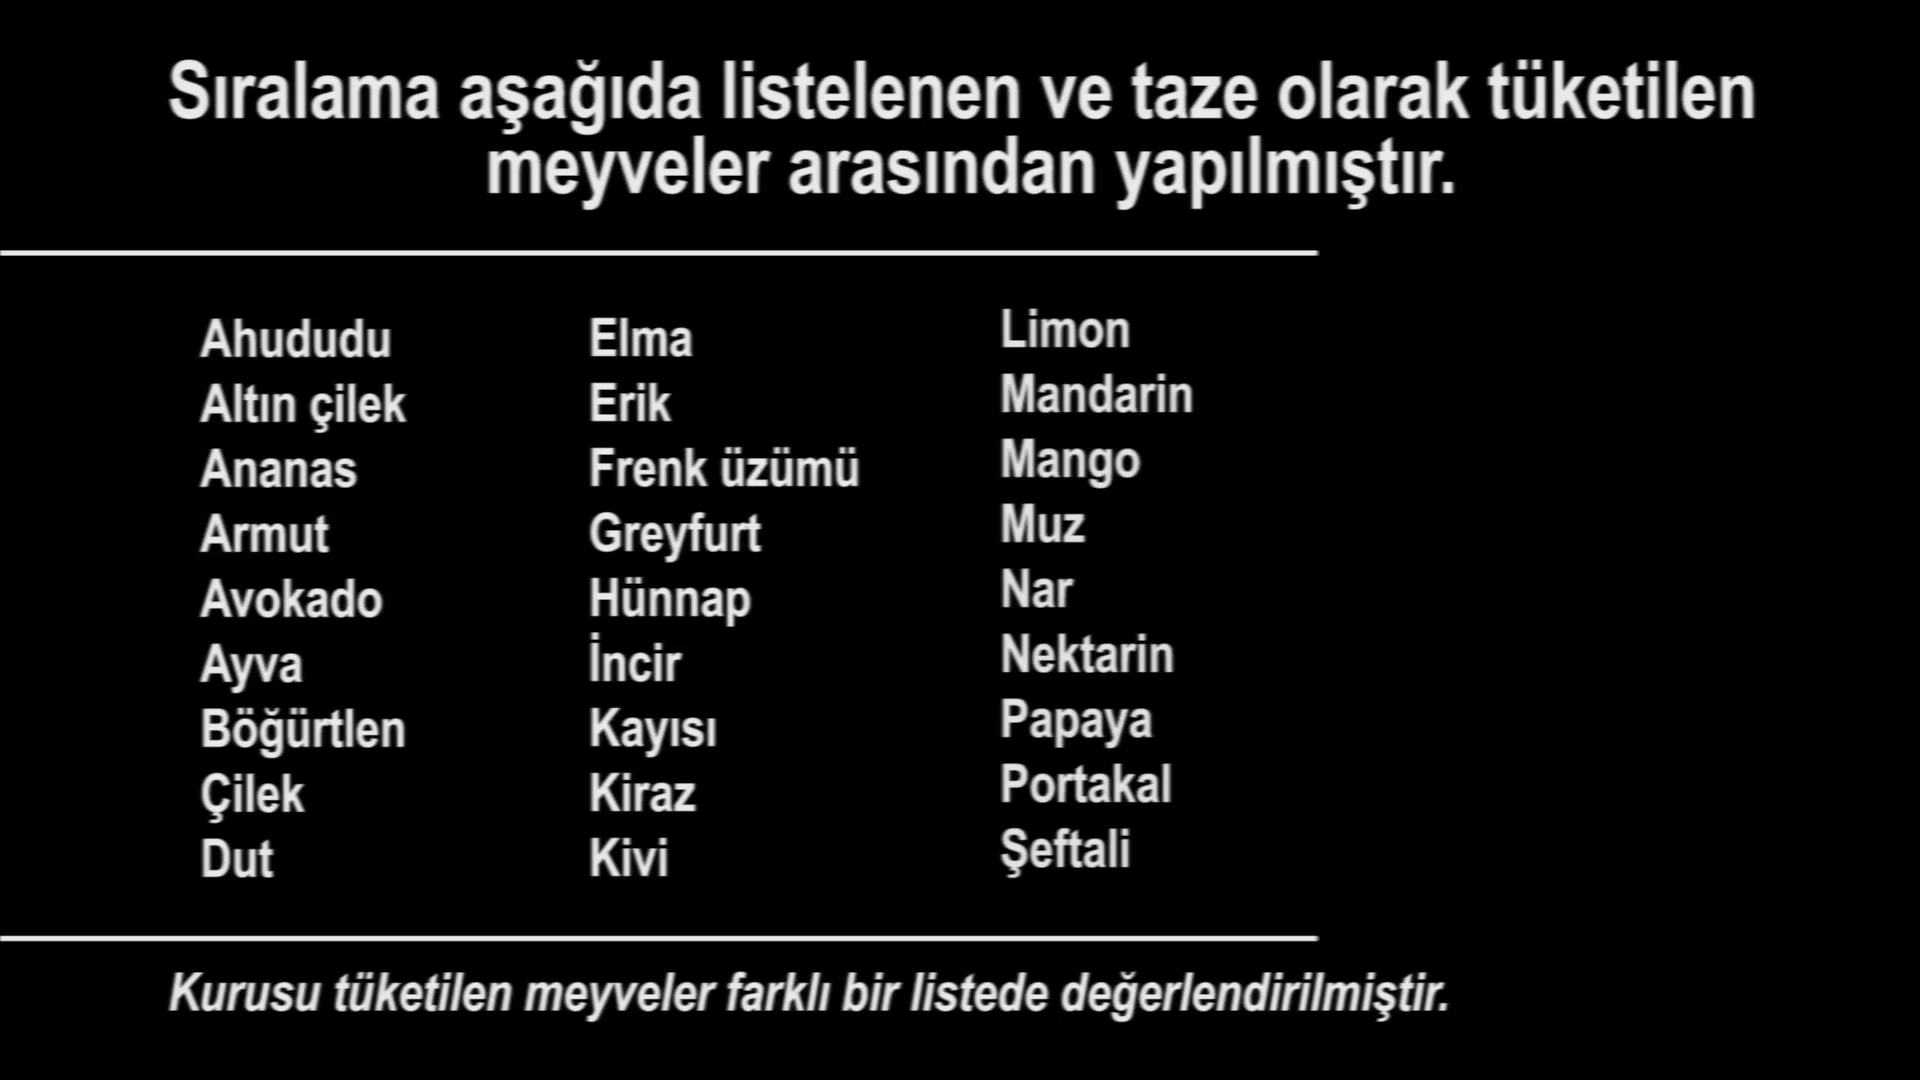 Sıralama aşağıda listelenen ve taze olarak tüketilen
meyveler arasından yapılmıştır.
Ahududu
Altın çilek
Ananas
Armut
Avokado
Ayva
Böğürtlen
Çilek
Dut
Elma
Erik
Frenk üzümü
Greyfurt
Hünnap
İncir
Kayısı
Kiraz
Kivi
Limon
Mandarin
Mango
Muz
Nar
Nektarin
Papaya
Portakal
Şeftali
Kurusu tüketilen meyveler farklı bir listede değerlendirilmiştir.